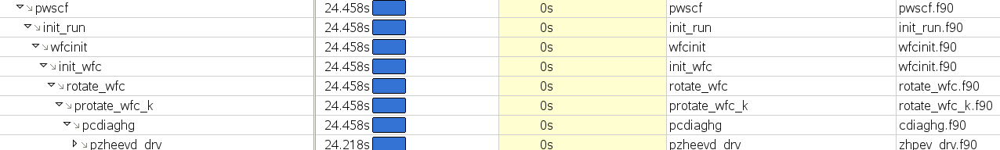 pwscf 24.458s 0s pwscf pwscf.f90
init_run 24.458s 0s init_run init_run.f90
wfcinit 24.458s 0s wfcinit wfcinit.f90
init_wfc 24.458s 0s init_wfc wfcinit.f90
rotate_wfc 24.458s 0s rotate_wfc rotate_wfc.f90
protate_wfc_k 24.458s 0s protate_wfc_k rotate_wfc_k.f90
pcdiaghg 24.458s 0s pcdiaghg cdiaghg.f90
pzheevd_drv 24.218s 0s pzheevd_drv zhpev_drv.f90